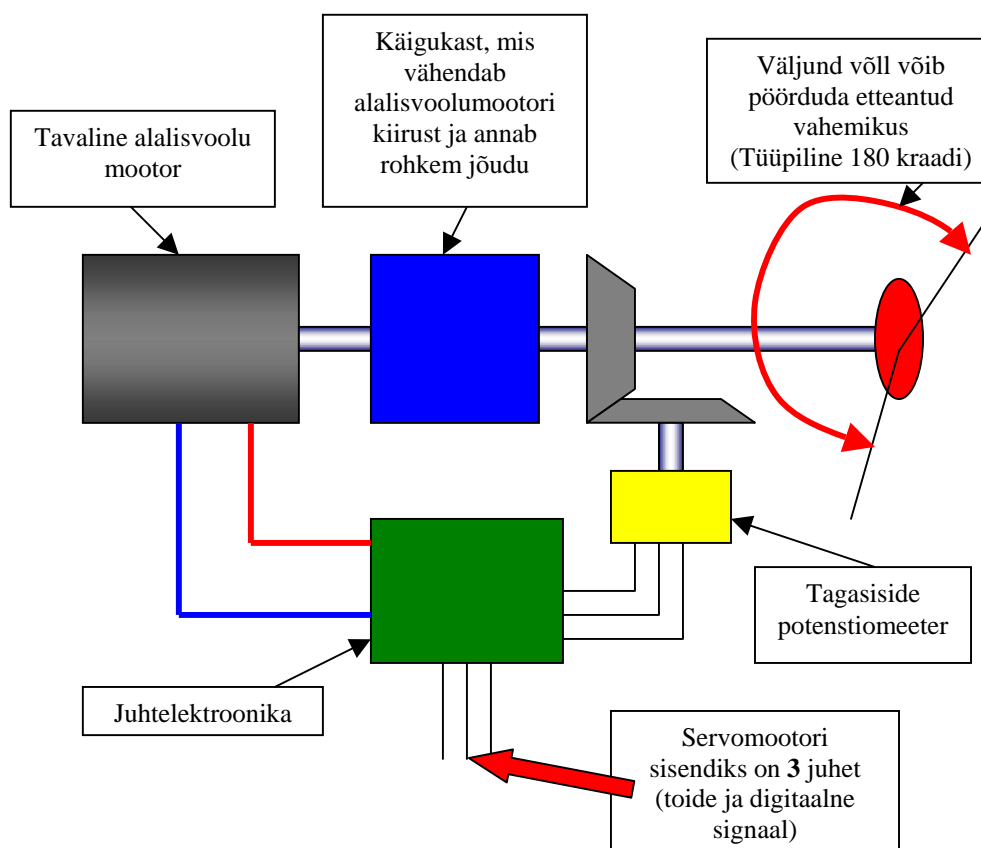 Tavaline alalisvoolu
mootor
Käigukast, mis
vähendab
alalisvoolumootori
kiirust ja annab
rohkem jõudu
Väljund võll võib
pöörduda etteantud
vahemikus
(Tüüpiline 180 kraadi)
Tagasiside
potenstiomeeter
Juhtelektroonika
Servomootori
sisendiks on 3 juhet
(toide ja digitaalne
signaal)